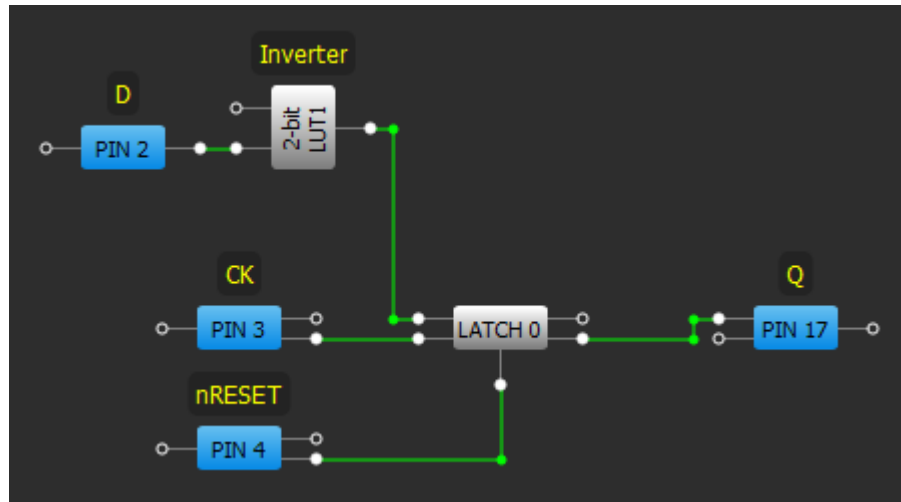 Inverter
D
2-bit
LUT1
PIN 2
CK
Q
PIN 3
LATCH 0
PIN 17
nRESET
PIN 4